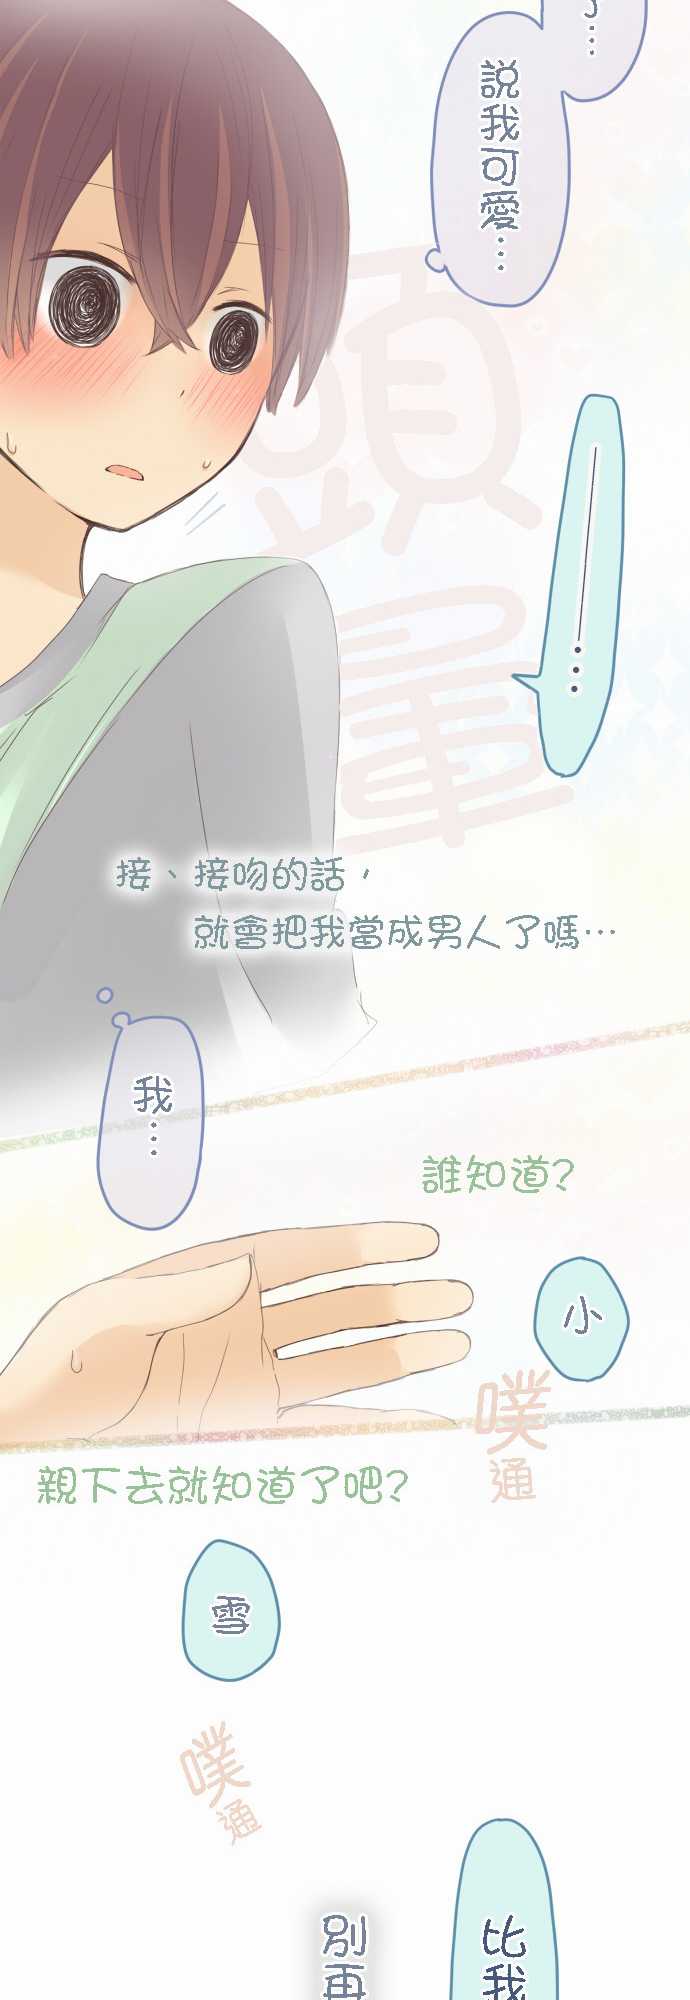 了…
說我可愛…
頭
暈
接、接吻的話，
就會把我當成男人了嗎…
我…
誰知道？
小
噗
通
親下去就知道了吧？
雪
噗
通
比我
別再